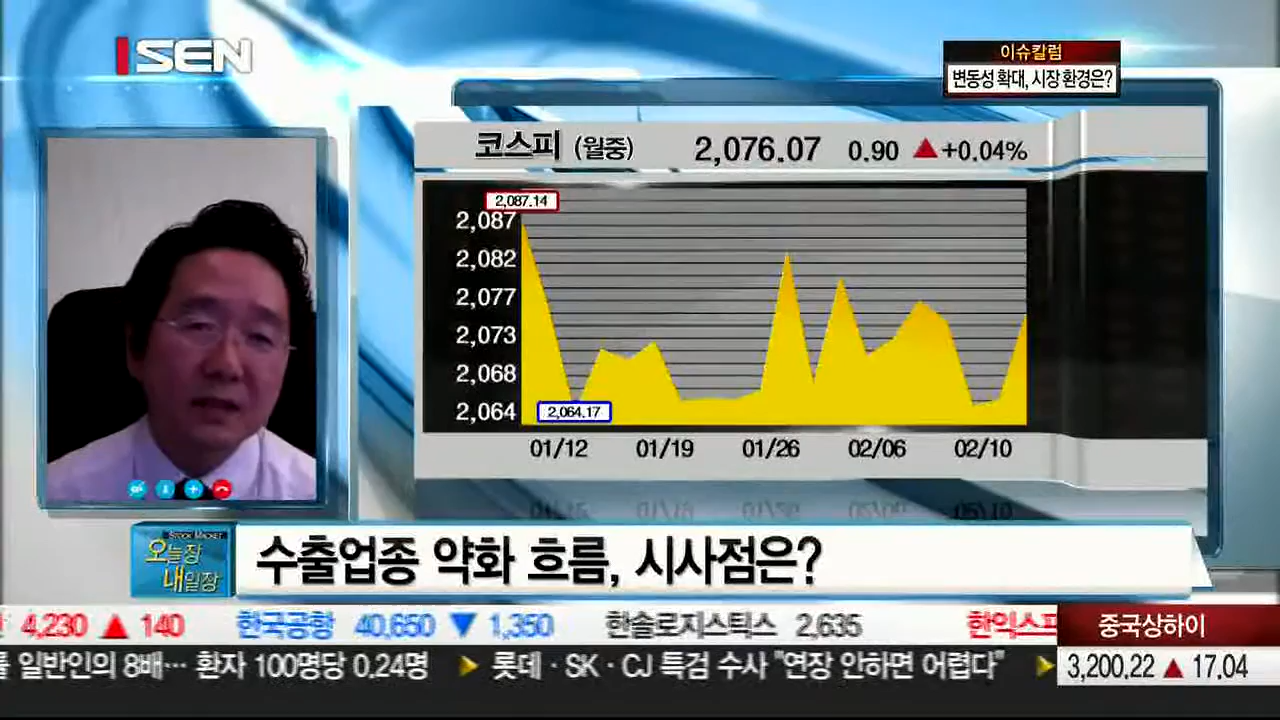 SEN
이슈칼럼
변동성 확대, 시장 환경은?
코스피 (월중) 2,076.07 0.90 ▲+0.04%
2,087.14
2,087
2,082
2,077
2,073
2,068
2,064
2,064.17
01/12 01/19 01/26 02/06 02/10
STOCK MARKET
오늘장
내일장
수출업종 약화 흐름, 시사점은?
4,230 ▲ 140 한국공항 40,650 ▼ 1,350 한솔로지스틱스 2,635 한익스프
중국상하이
일반인의 8배… 환자 100명당 0.24명 ▶ 롯데·SK·CJ 특검 수사 "연장 안하면 어렵다" ▶
3,200.22 ▲ 17.04